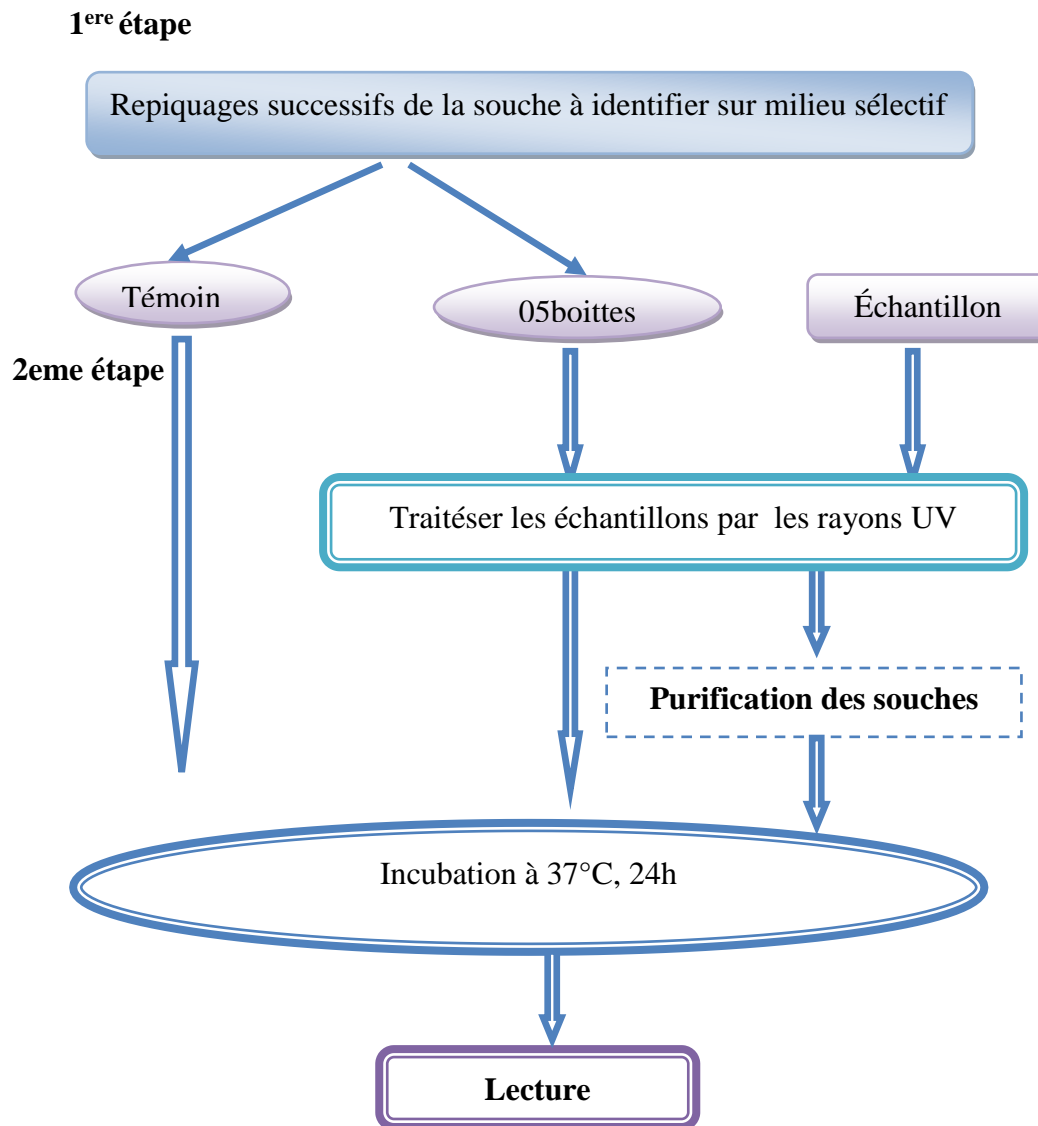 1ere étape
Repiquages successifs de la souche à identifier sur milieu sélectif
Témoin
05boittes
Échantillon
2eme étape
Traitéser les échantillons par les rayons UV
Purification des souches
Incubation à 37°C, 24h
Lecture